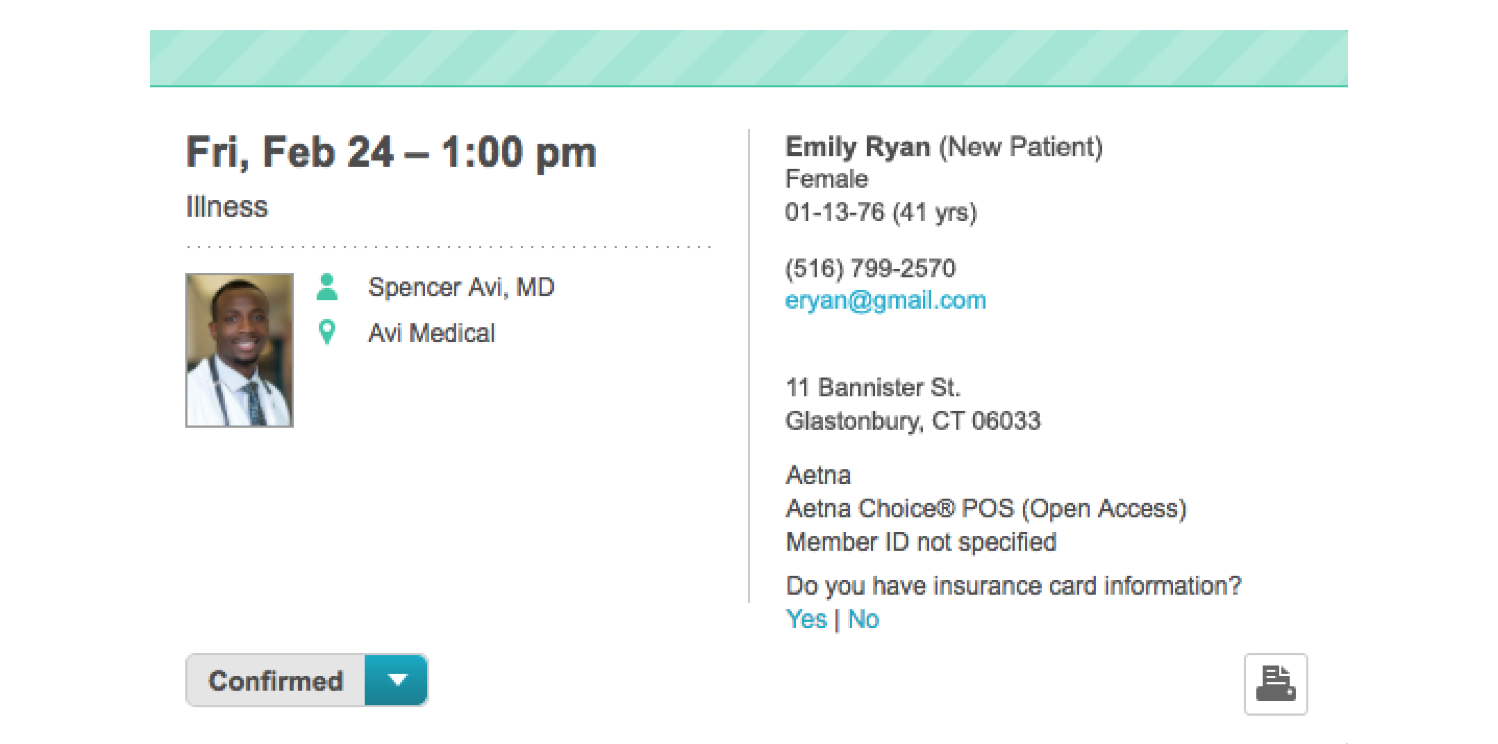 Fri, Feb 24 – 1:00 pm
Illness
Spencer Avi, MD
Avi Medical
Emily Ryan (New Patient)
Female
01-13-76 (41 yrs)
(516) 799-2570
eryan@gmail.com
11 Bannister St.
Glastonbury, CT 06033
Aetna
Aetna Choice® POS (Open Access)
Member ID not specified
Do you have insurance card information?
Yes | No
Confirmed